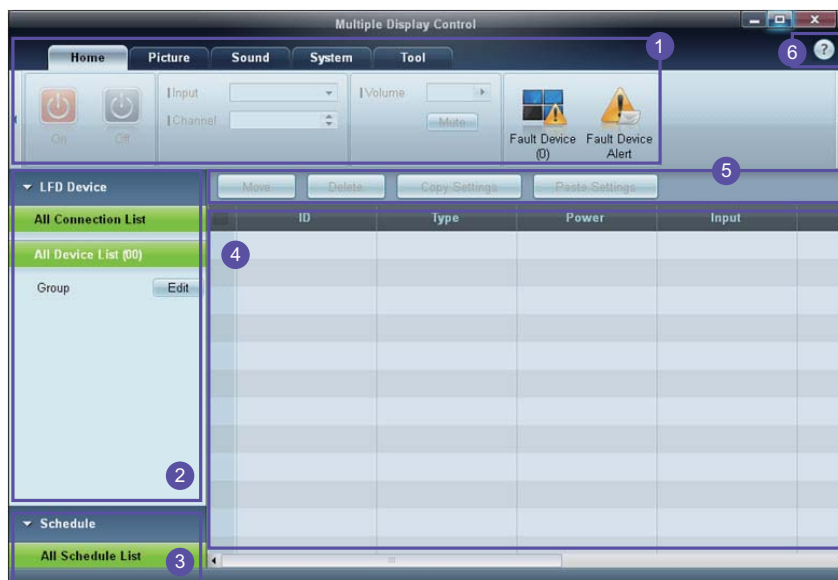 Multiple Display Control
Home Picture Sound System Tool
1
6
?
Input
Channel
On Off
Volume
Mute
Fault Device
(0)
Fault Device
Alert
5
LFD Device
All Connection List
All Device List (00)
Group Edit
2
Schedule
All Schedule List
3
Move Delete Copy Settings Paste Settings
ID Type Power Input
4